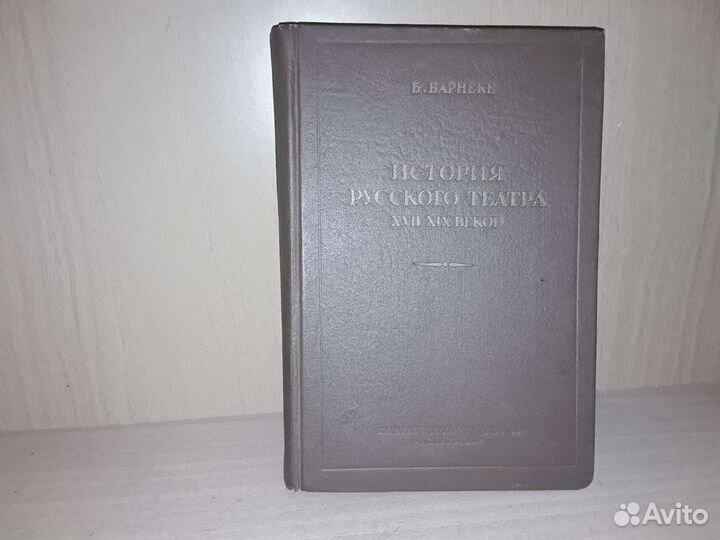 Б. ВАРНЕКЕ
ИСТОРИЯ
РУССКОГО ТЕАТРА
XVII-XIX ВЕКОВ
Avito